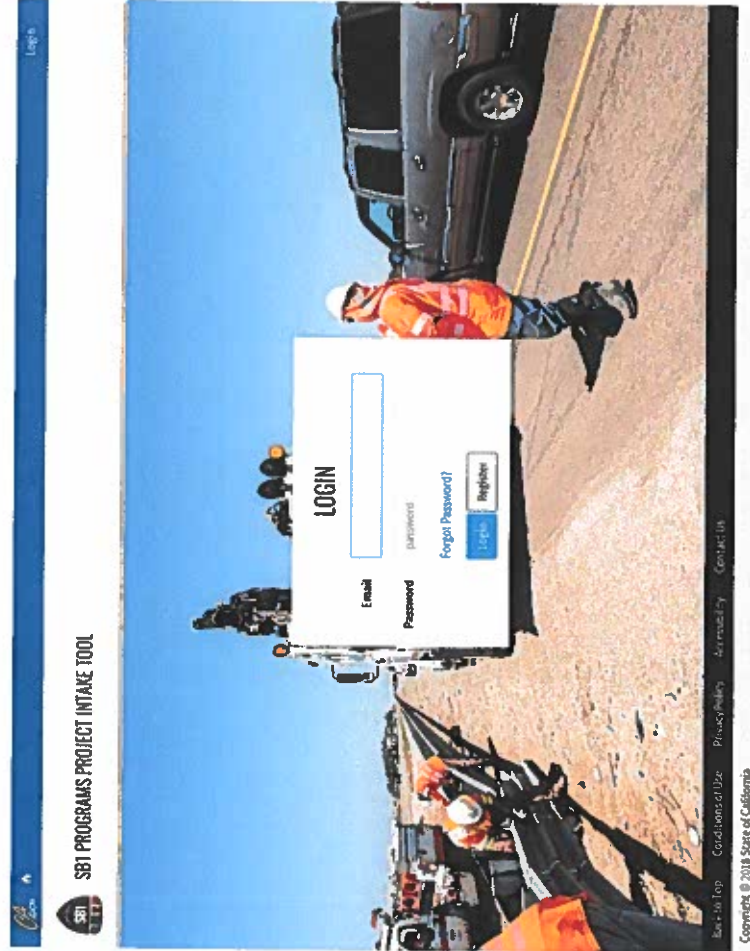 Login
SB1
SB1 PROGRAMS PROJECT INTAKE TOOL
LOGIN
Email
Password password
Forgot Password?
Login Register
Back to Top Conditions of Use Privacy Policy Accessibility Contact Us
Copyright © 2018 State of California